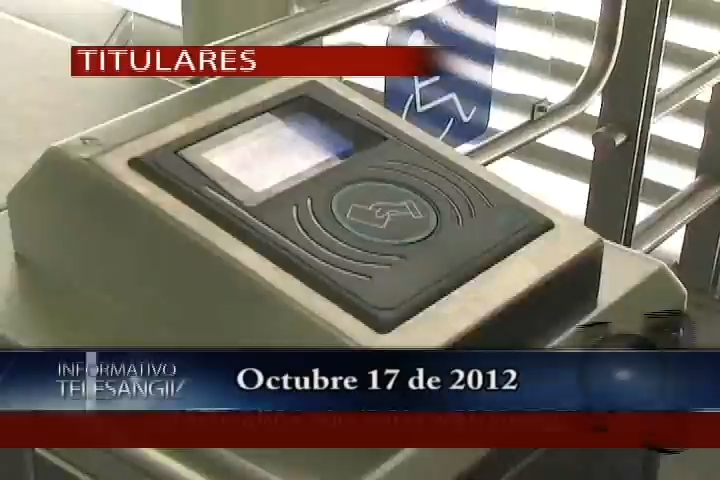 TITULARES
INFORMATIVO
TELESANGIL
Octubre 17 de 2012